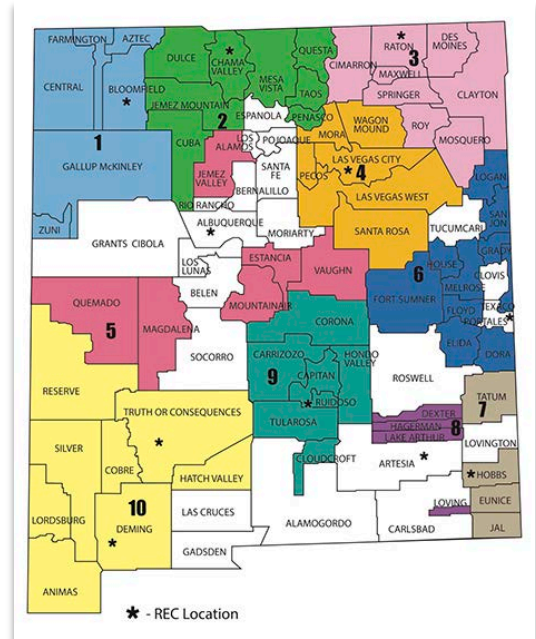 FARMINGTON
AZTEC
DULCE
CHAMA
VALLEY
QUESTA
RATON
DES
MOINES
CIMARRON
3
MAXWELL
CENTRAL
BLOOMFIELD
MESA
VISTA
TAOS
SPRINGER
CLAYTON
JEMEZ MOUNTAIN
ESPANOLA
PENASCO
WAGON
MOUND
ROY
2
MORA
MOSQUERO
1
CUBA
LOS
ALAMOS
POJOAQUE
LAS VEGAS CITY
GALLUP McKINLEY
JEMEZ
VALLEY
SANTA
FE
PECOS
4
LOGAN
BERNALILLO
LAS VEGAS WEST
RIO RANCHO
SAN
JON
ZUNI
ALBUQUERQUE
SANTA ROSA
TUCUMCARI
GRANTS CIBOLA
MORIARTY
GRADY
LOS
LUNAS
ESTANCIA
VAUGHN
HOUSE
6
CLOVIS
BELEN
FORT SUMNER
MELROSE
QUEMADO
MOUNTAINAIR
FLOYD
TEXACO
PORTALES
CORONA
5
MAGDALENA
ELIDA
DORA
SOCORRO
CARRIZOZO
HONDO
VALLEY
9
CAPITAN
ROSWELL
RESERVE
TATUM
TRUTH OR CONSEQUENCES
RUIDOSO
DEXTER
7
TULAROSA
HAGERMAN
8
LAKE ARTHUR
LOVINGTON
SILVER
CLOUDCROFT
ARTESIA
COBRE
HATCH VALLEY
HOBBS
10
LOVING
EUNICE
LORDSBURG
DEMING
LAS CRUCES
ALAMOGORDO
CARLSBAD
JAL
GADSDEN
ANIMAS
* - REC Location